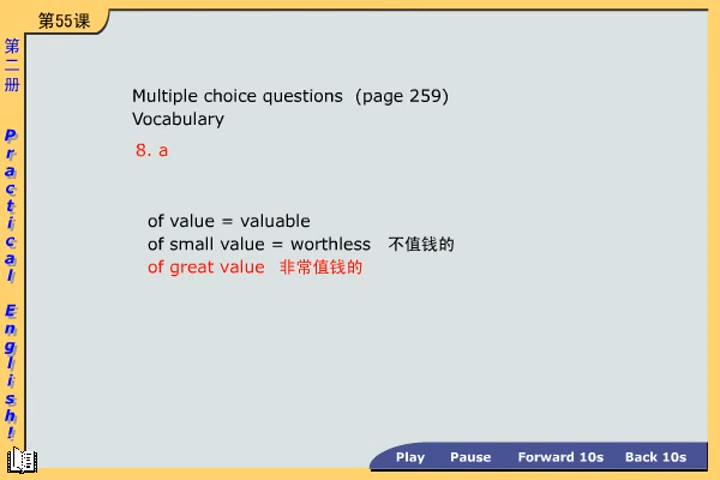 第55课
第二册
Practical English!
Multiple choice questions (page 259)
Vocabulary
8. a
of value = valuable
of small value = worthless 不值钱的
of great value 非常值钱的
Play Pause Forward 10s Back 10s